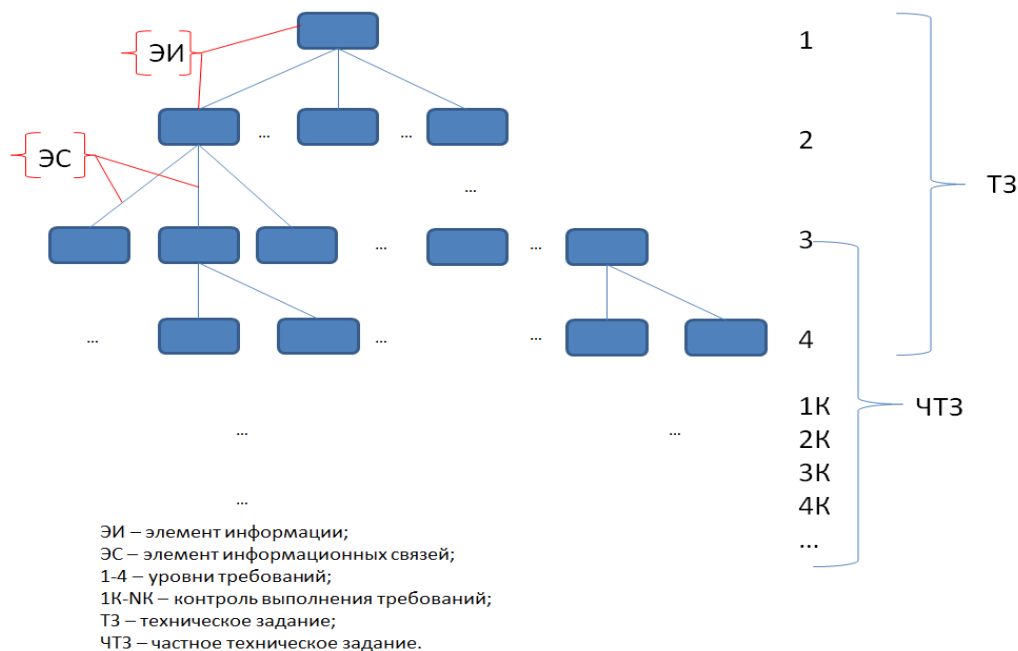 ЭИ
1
... ...
2
ЭС
...
ТЗ
... ...
3
... ... ...
4
1К
ЧТЗ
... ...
2К
3К
...
4К
...
ЭИ – элемент информации;
ЭС – элемент информационных связей;
1-4 – уровни требований;
1К-NК – контроль выполнения требований;
ТЗ – техническое задание;
ЧТЗ – частное техническое задание.